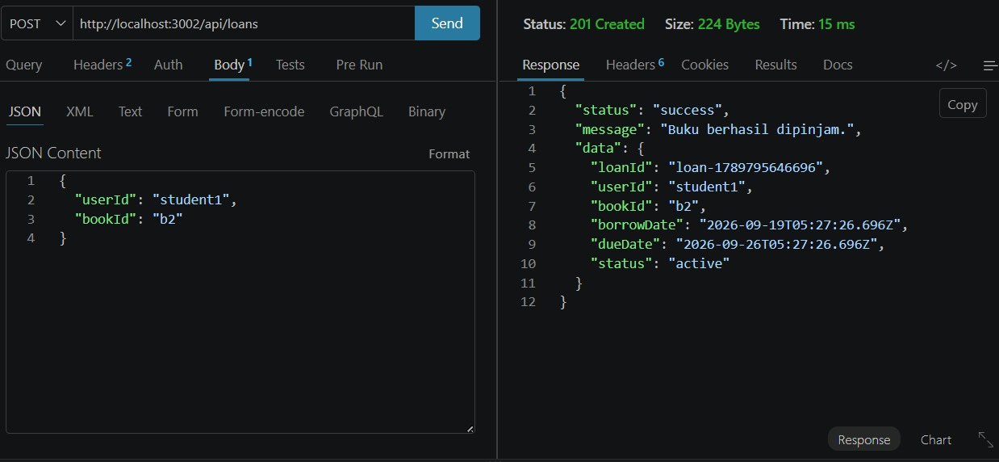 POST http://localhost:3002/api/loans Send
Query Headers 2 Auth Body 1 Tests Pre Run
JSON XML Text Form Form-encode GraphQL Binary
JSON Content Format
1 {
2 "userId": "student1",
3 "bookId": "b2"
4 }
Status: 201 Created Size: 224 Bytes Time: 15 ms
Response Headers 6 Cookies Results Docs </>
Copy
1 {
2 "status": "success",
3 "message": "Buku berhasil dipinjam.",
4 "data": {
5 "loanId": "loan-1789795646696",
6 "userId": "student1",
7 "bookId": "b2",
8 "borrowDate": "2026-09-19T05:27:26.696Z",
9 "dueDate": "2026-09-26T05:27:26.696Z",
10 "status": "active"
11 }
12 }
Response Chart